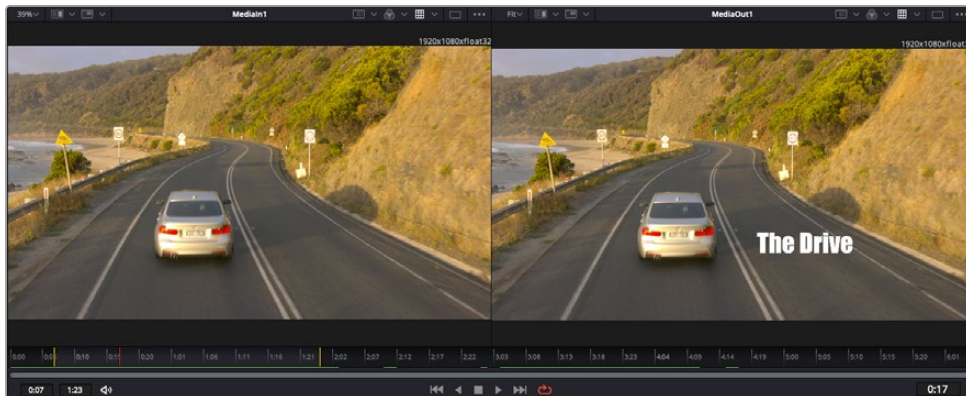 39% MediaIn1 Fit MediaOut1
1920x1080xfloat32 1920x1080xfloat3
The Drive
0:00 0:10 0:20 1:01 1:06 1:11 1:16 1:21 2:02 2:07 2:12 2:17 2:22 3:03 3:08 3:13 3:18 3:23 4:04 4:09 4:14 4:19 5:00 5:05 5:10 5:15 5:20 6:01
0:07 1:23 0:17